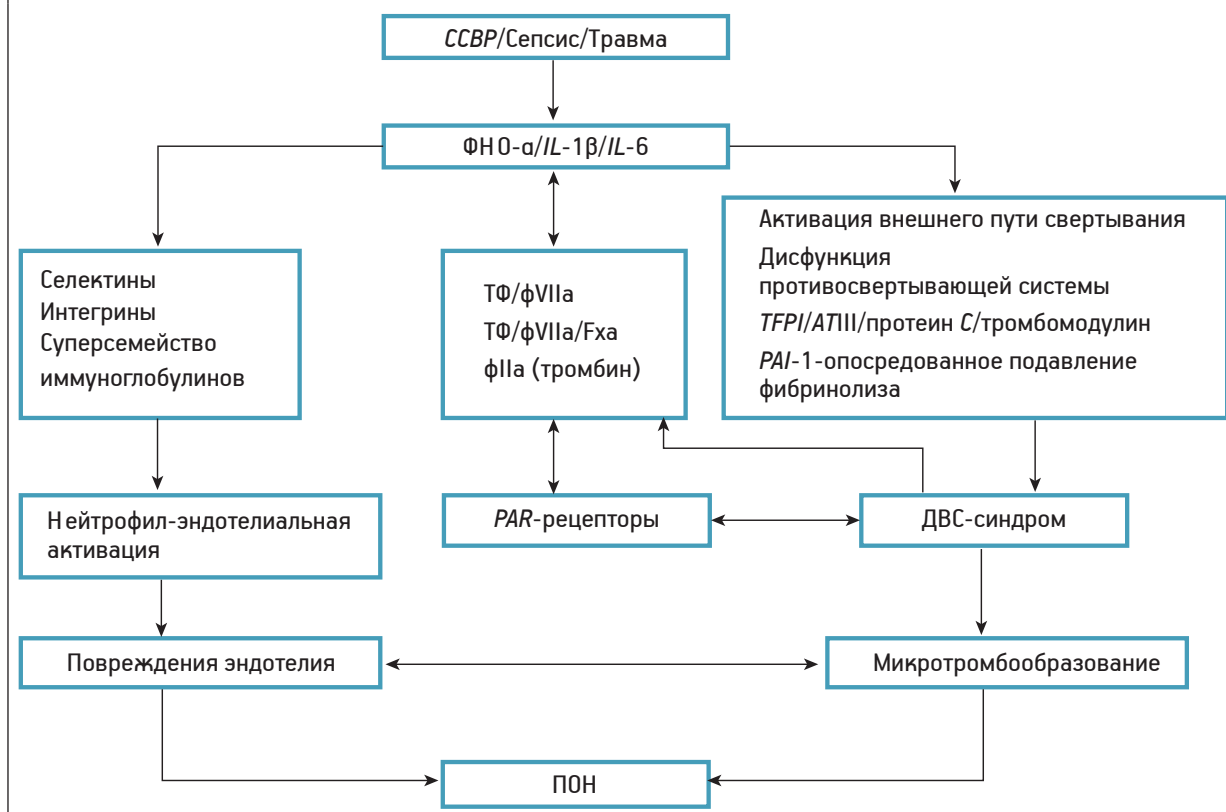 ССВР/Сепсис/Травма
ФНО-α/IL-1β/IL-6
Селектины
Интегрины
Суперсемейство
иммуноглобулинов
ТФ/фVIIa
ТФ/фVIIa/Fxa
фIIa (тромбин)
Активация внешнего пути свертывания
Дисфункция
противосвертывающей системы
TFPI/ATIII/протеин C/тромбомодулин
PAI-1-опосредованное подавление
фибринолиза
Нейтрофил-эндотелиальная
активация
PAR-рецепторы
ДВС-синдром
Повреждения эндотелия
Микротромбообразование
ПОН